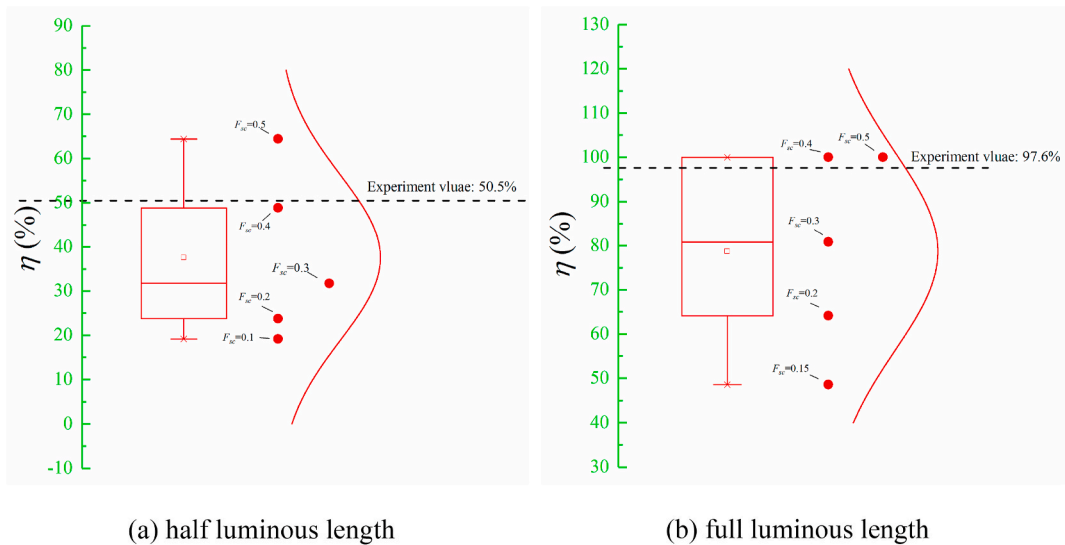 90
80
70
60
50
40
30
20
10
0
-10
η (%)
Fsc=0.5
Experiment vluae: 50.5%
Fsc=0.4
Fsc=0.3
Fsc=0.2
Fsc=0.1
(a) half luminous length
130
120
110
100
90
80
70
60
50
40
30
η (%)
Fsc=0.4
Fsc=0.5
Experiment vluae: 97.6%
Fsc=0.3
Fsc=0.2
Fsc=0.15
(b) full luminous length